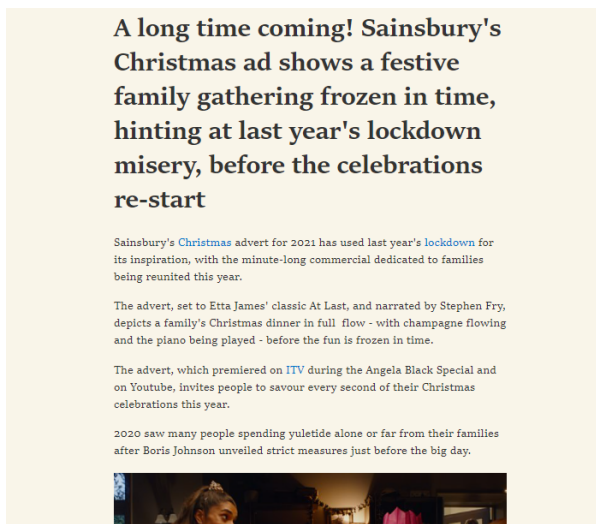 A long time coming! Sainsbury's
Christmas ad shows a festive
family gathering frozen in time,
hinting at last year's lockdown
misery, before the celebrations
re-start
Sainsbury's Christmas advert for 2021 has used last year's lockdown for
its inspiration, with the minute-long commercial dedicated to families
being reunited this year.
The advert, set to Etta James' classic At Last, and narrated by Stephen Fry,
depicts a family's Christmas dinner in full flow - with champagne flowing
and the piano being played - before the fun is frozen in time.
The advert, which premiered on ITV during the Angela Black Special and
on Youtube, invites people to savour every second of their Christmas
celebrations this year.
2020 saw many people spending yuletide alone or far from their families
after Boris Johnson unveiled strict measures just before the big day.